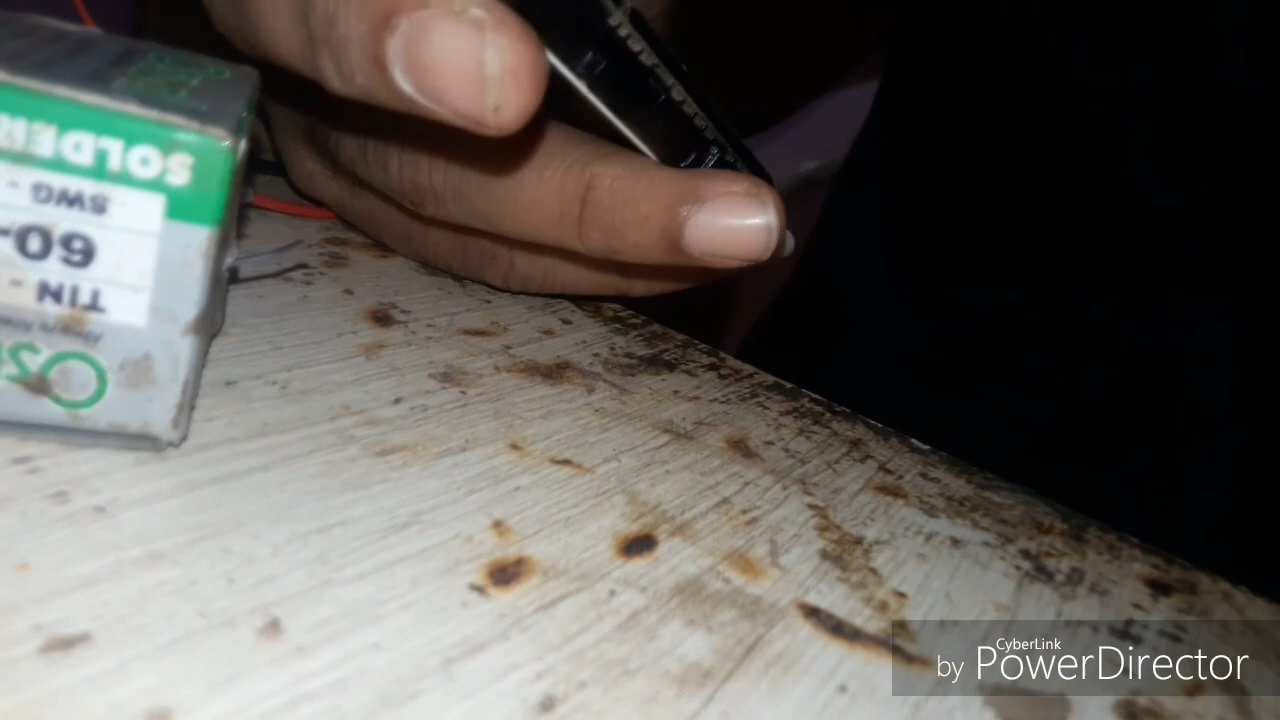 SOLDER
SWG -
60-
TIN -
CyberLink
by PowerDirector